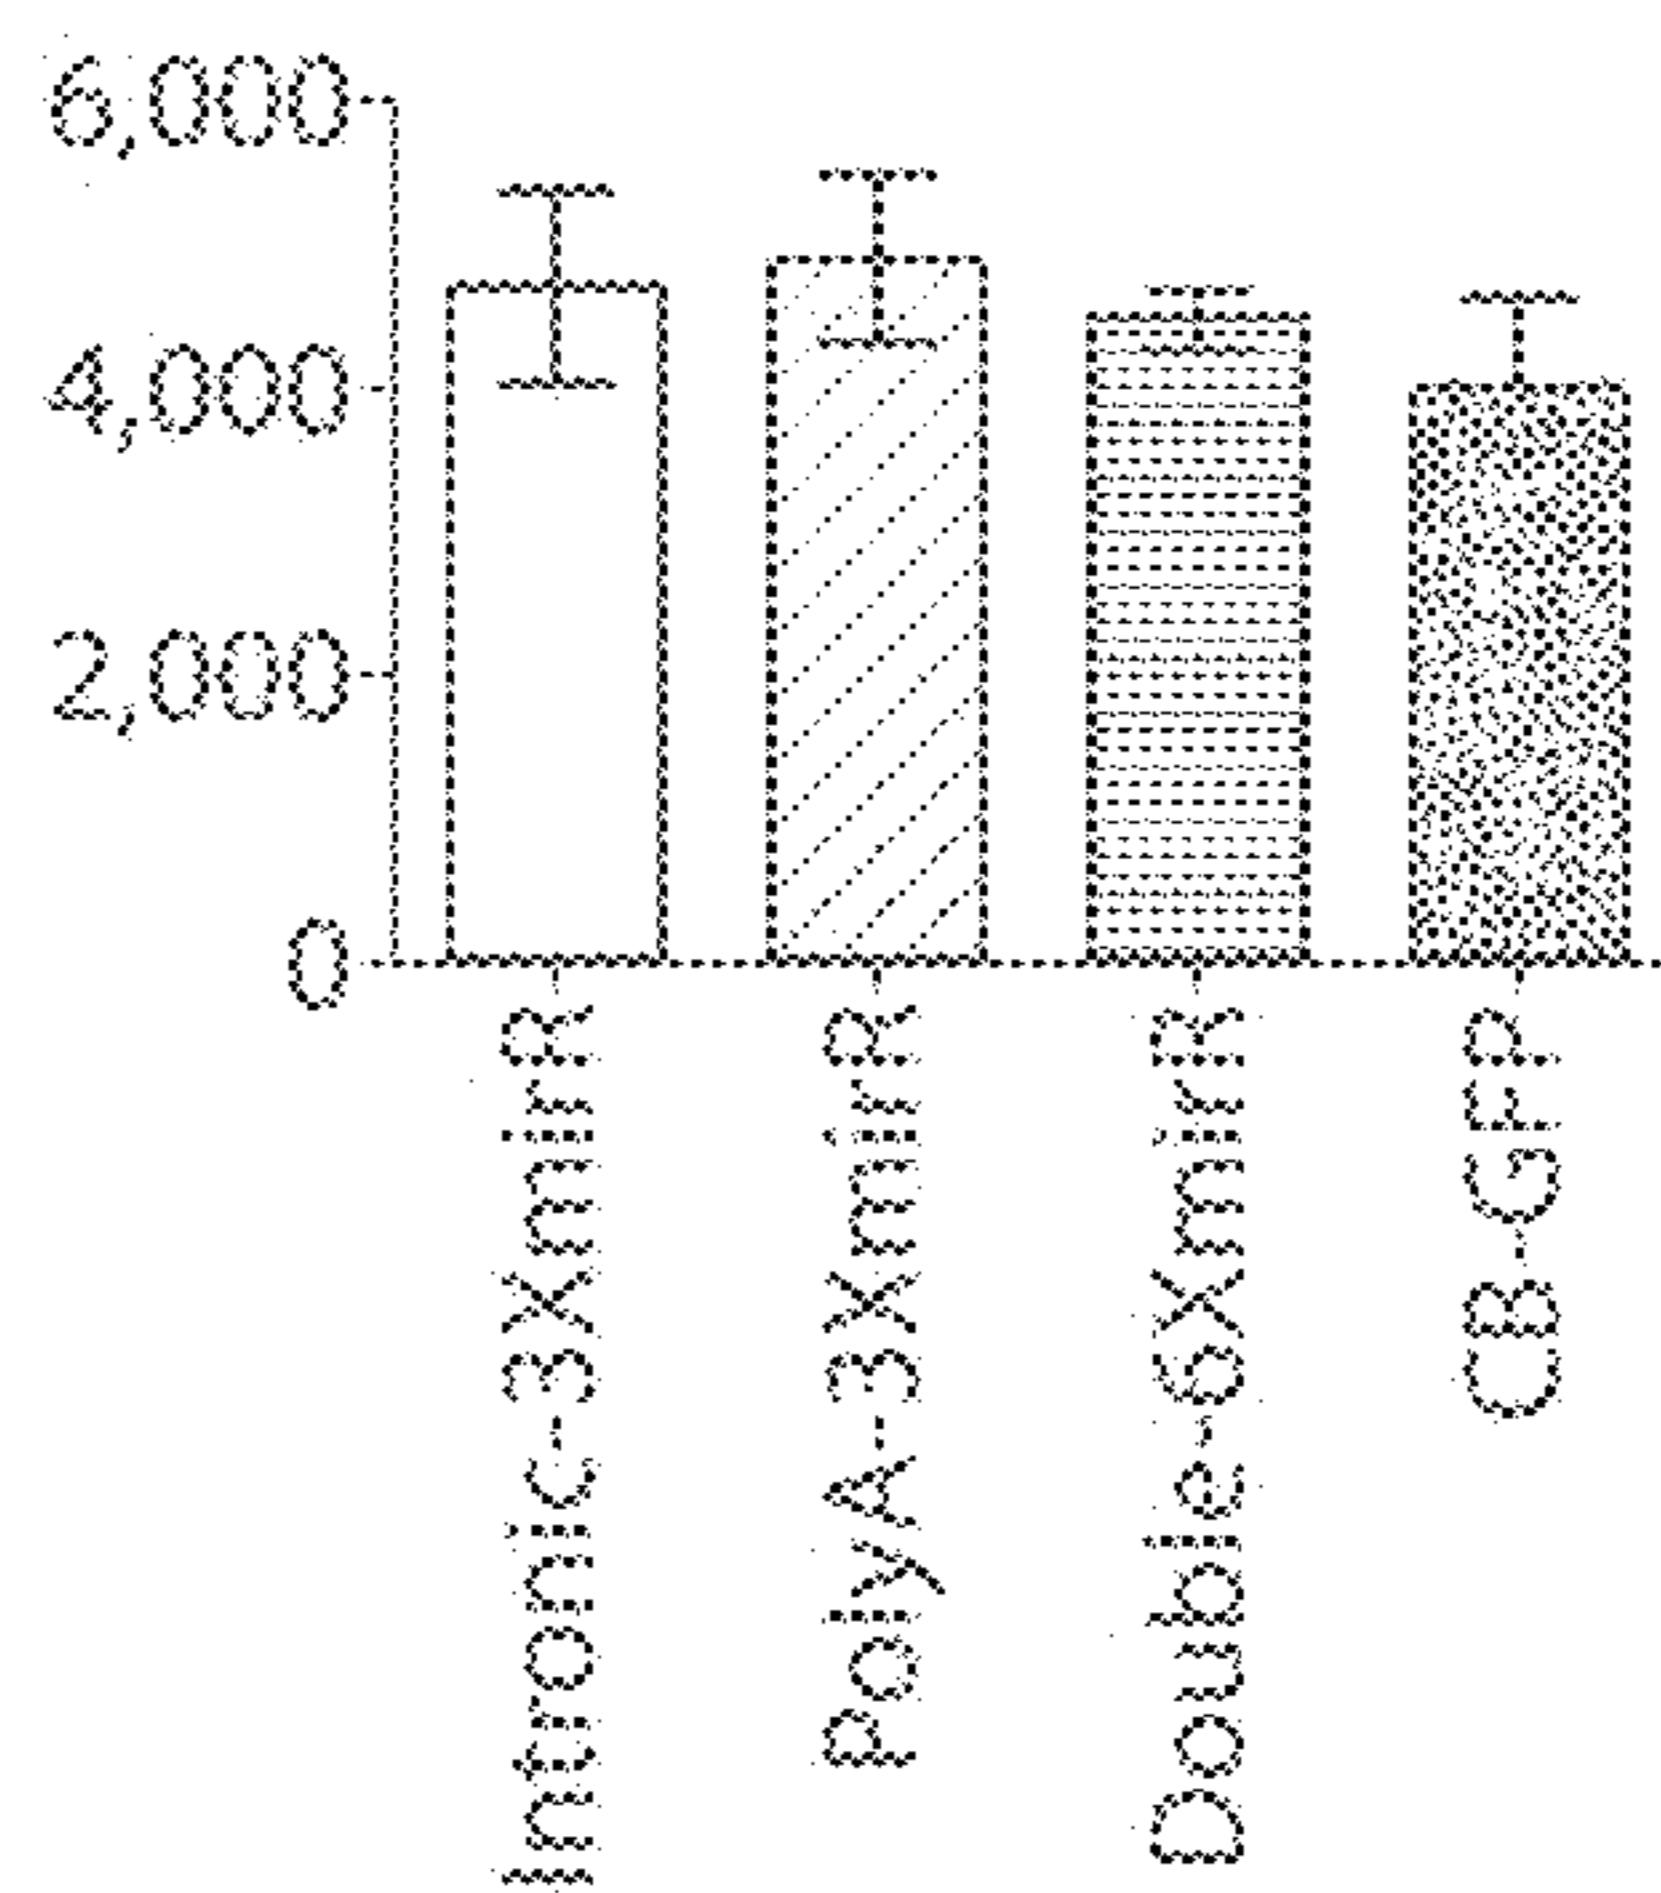 6,000
4,000
2,000
0
Intronic-3XmirR
PolyA-3XmirR
Double-6XmirR
CB-GFP